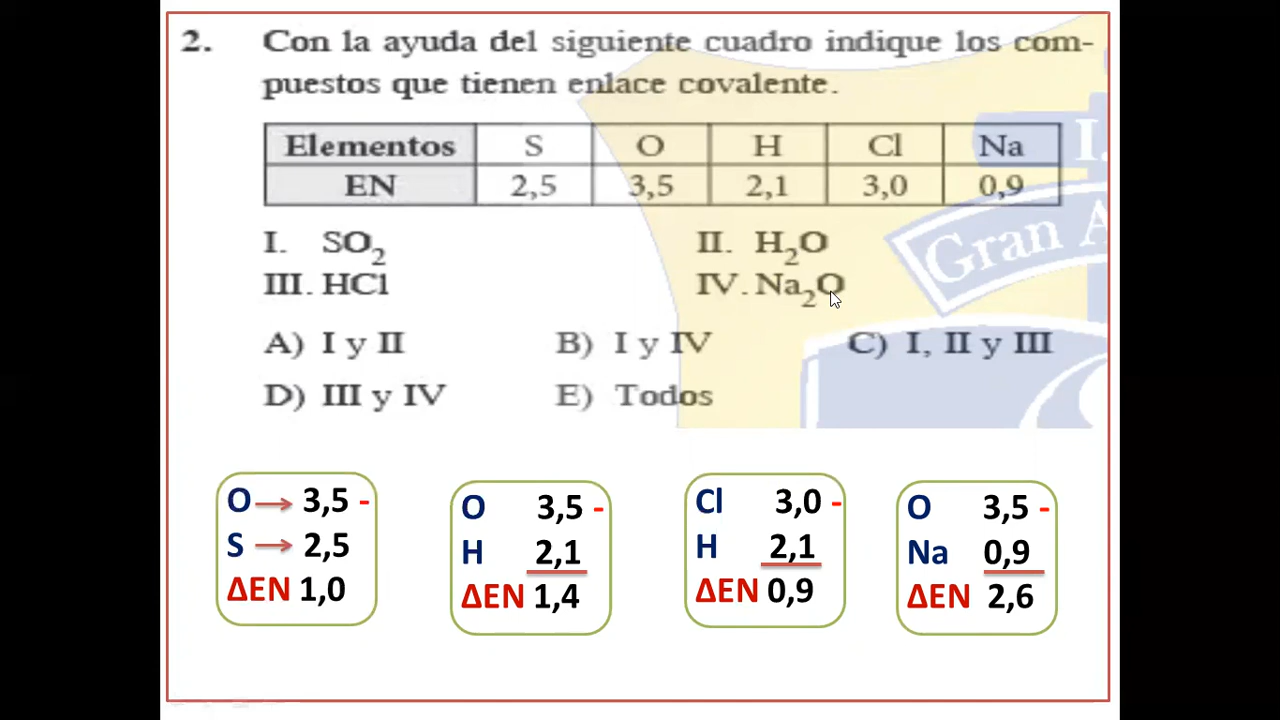 2. Con la ayuda del siguiente cuadro indique los com-
puestos que tienen enlace covalente.
Elementos S O H Cl Na
EN 2,5 3,5 2,1 3,0 0,9
I. SO₂ II. H₂O
III. HCl IV. Na₂O
A) I y II B) I y IV C) I, II y III
D) III y IV E) Todos
I.
Gran A
O → 3,5 -
S → 2,5
ΔEN 1,0
O 3,5 -
H 2,1
ΔEN 1,4
Cl 3,0 -
H 2,1
ΔEN 0,9
O 3,5 -
Na 0,9
ΔEN 2,6